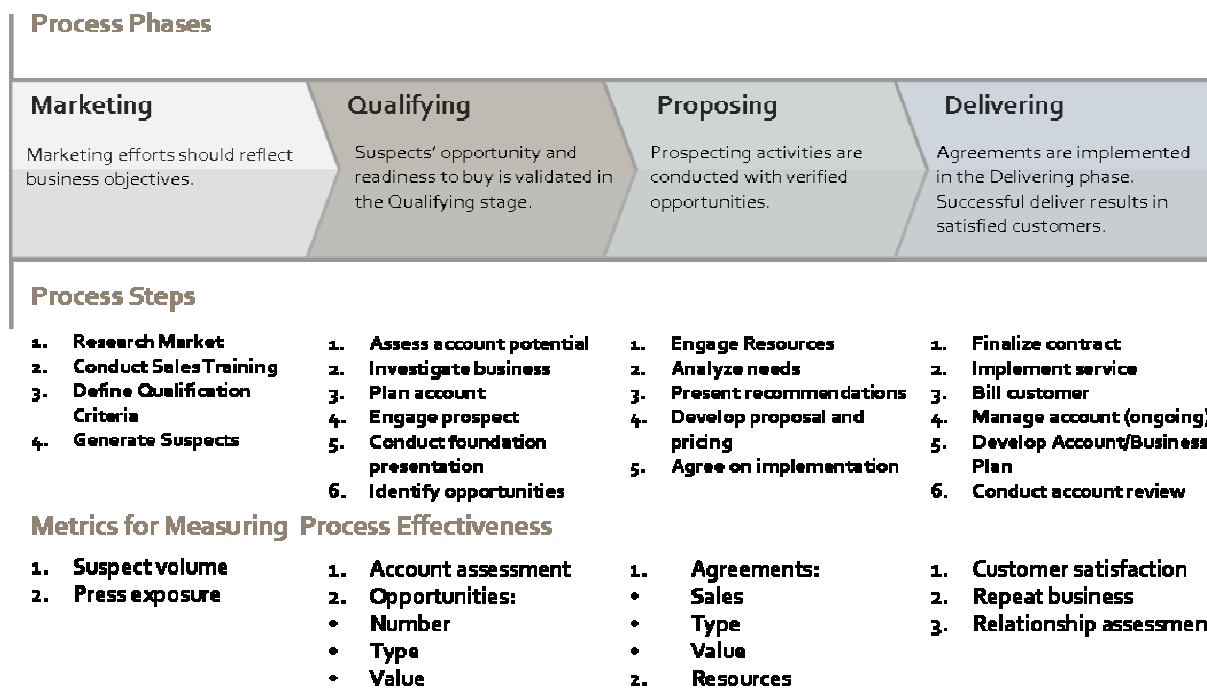 Process Phases
Marketing
Marketing efforts should reflect
business objectives.
Qualifying
Suspects' opportunity and
readiness to buy is validated in
the Qualifying stage.
Proposing
Prospecting activities are
conducted with verified
opportunities.
Delivering
Agreements are implemented
in the Delivering phase.
Successful deliver results in
satisfied customers.
Process Steps
1. Research Market
2. Conduct Sales Training
3. Define Qualification
Criteria
4. Generate Suspects
1. Assess account potential
2. Investigate business
3. Plan account
4. Engage prospect
5. Conduct foundation
presentation
6. Identify opportunities
1. Engage Resources
2. Analyze needs
3. Present recommendations
4. Develop proposal and
pricing
5. Agree on implementation
1. Finalize contract
2. Implement service
3. Bill customer
4. Manage account (ongoing)
5. Develop Account/Business
Plan
6. Conduct account review
Metrics for Measuring Process Effectiveness
1. Suspect volume
2. Press exposure
1. Account assessment
2. Opportunities:
• Number
• Type
• Value
1. Agreements:
• Sales
• Type
• Value
2. Resources
1. Customer satisfaction
2. Repeat business
3. Relationship assessmen